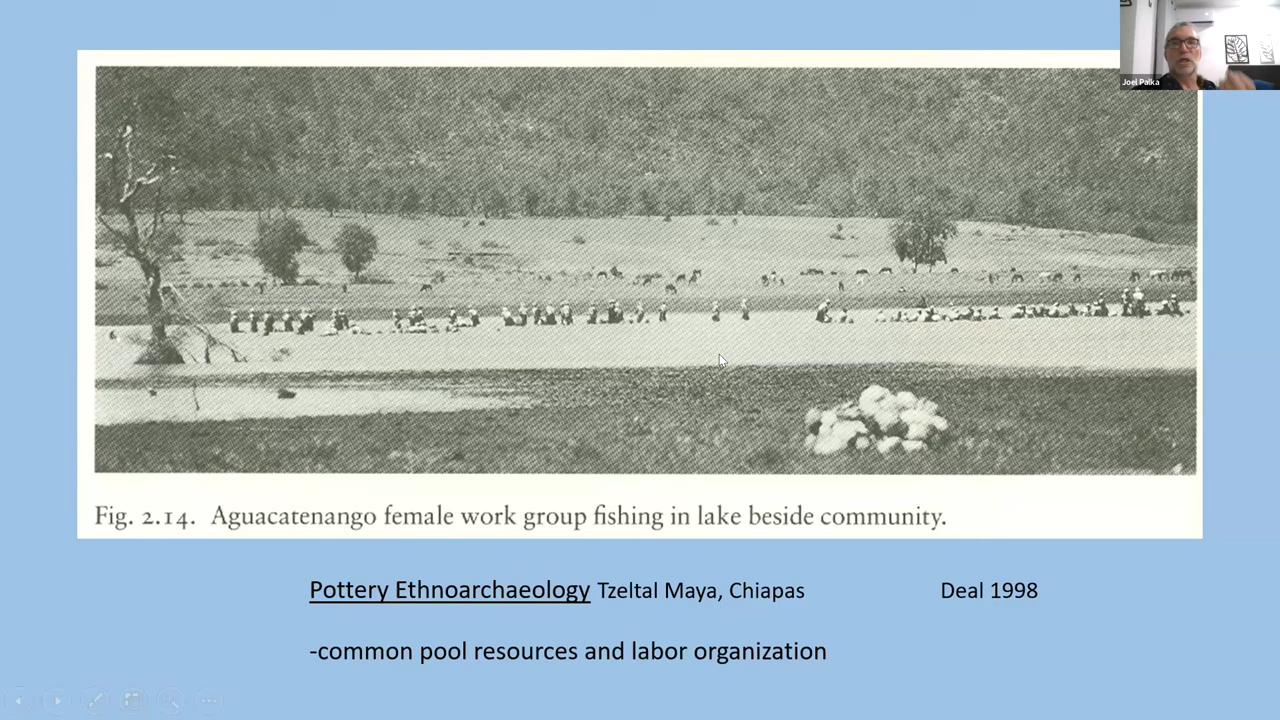 Joel Palka
Fig. 2.14. Aguacatenango female work group fishing in lake beside community.
Pottery Ethnoarchaeology Tzeltal Maya, Chiapas Deal 1998
-common pool resources and labor organization